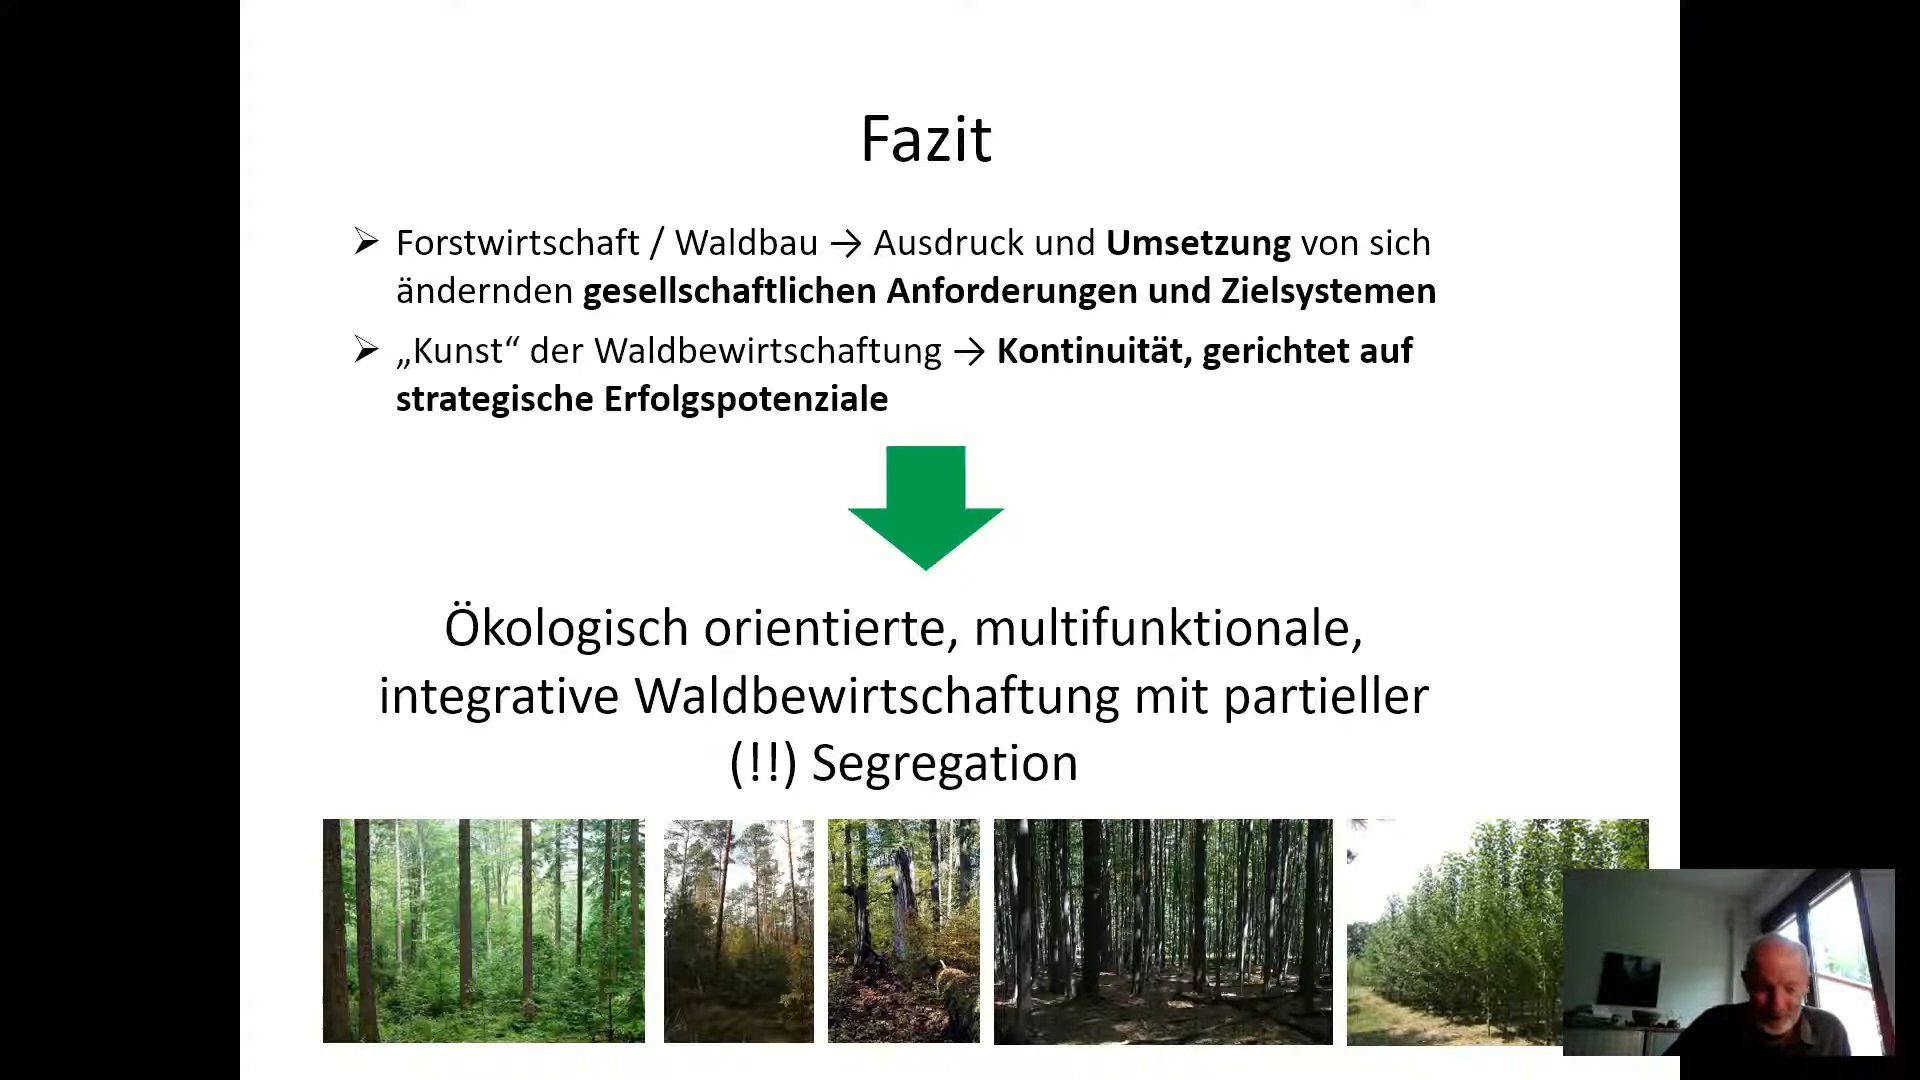 Fazit
➢ Forstwirtschaft / Waldbau → Ausdruck und Umsetzung von sich
ändernden gesellschaftlichen Anforderungen und Zielsystemen
➢ „Kunst“ der Waldbewirtschaftung → Kontinuität, gerichtet auf
strategische Erfolgspotenziale
Ökologisch orientierte, multifunktionale,
integrative Waldbewirtschaftung mit partieller
(!!) Segregation